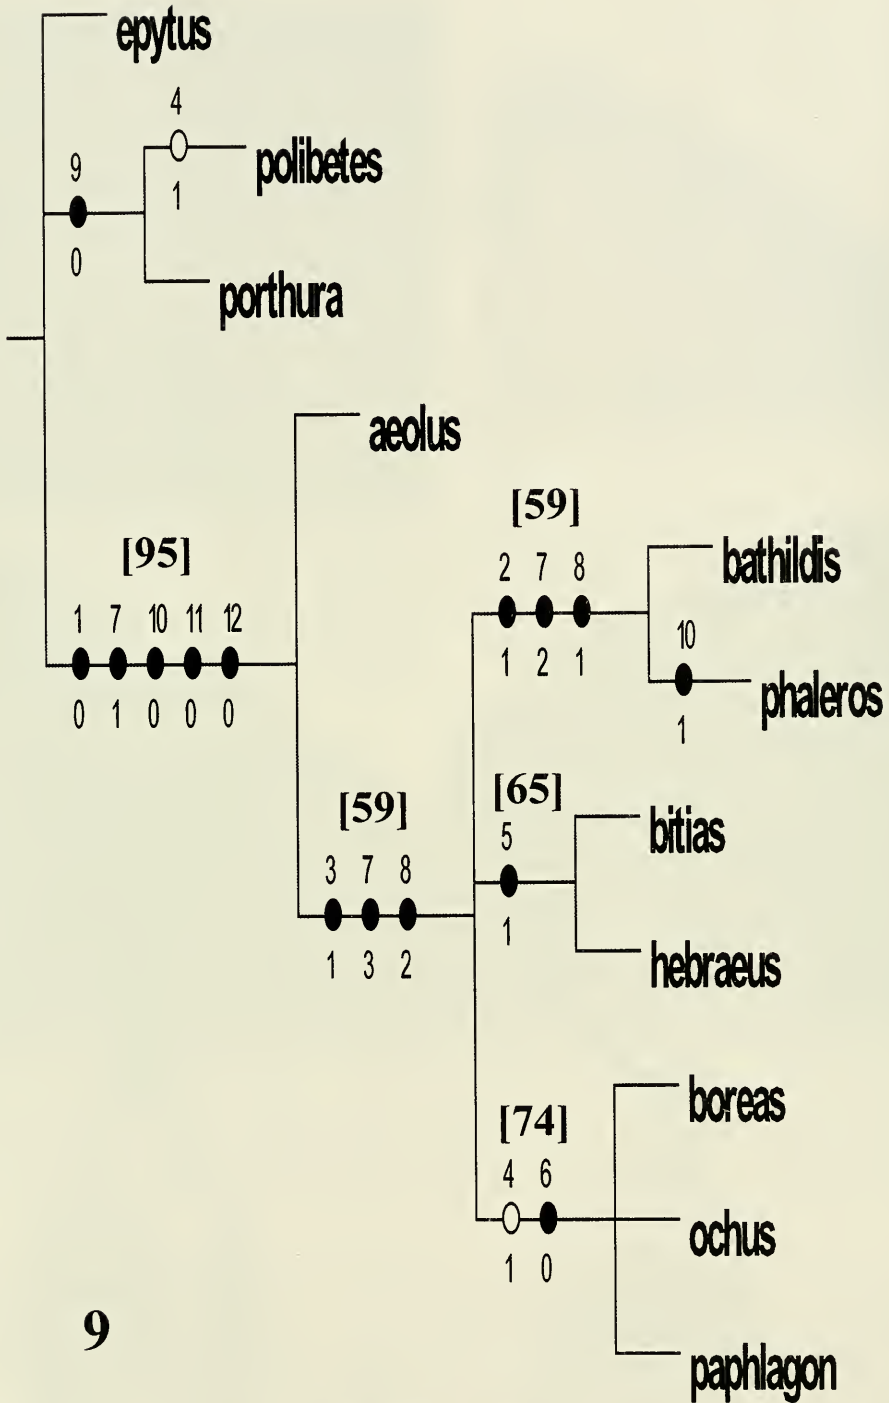 epytus
4
9
polibetes
1
0
porthura
aeolus
[59]
[95]
2 7 8
bathildis
1 7 10 11 12
10
1 2 1
phaleros
0 1 0 0 0
1
[65]
[59]
5
bitias
3 7 8
1
hebraeus
1 3 2
boreas
[74]
4 6
ochus
1 0
9
paphlagon